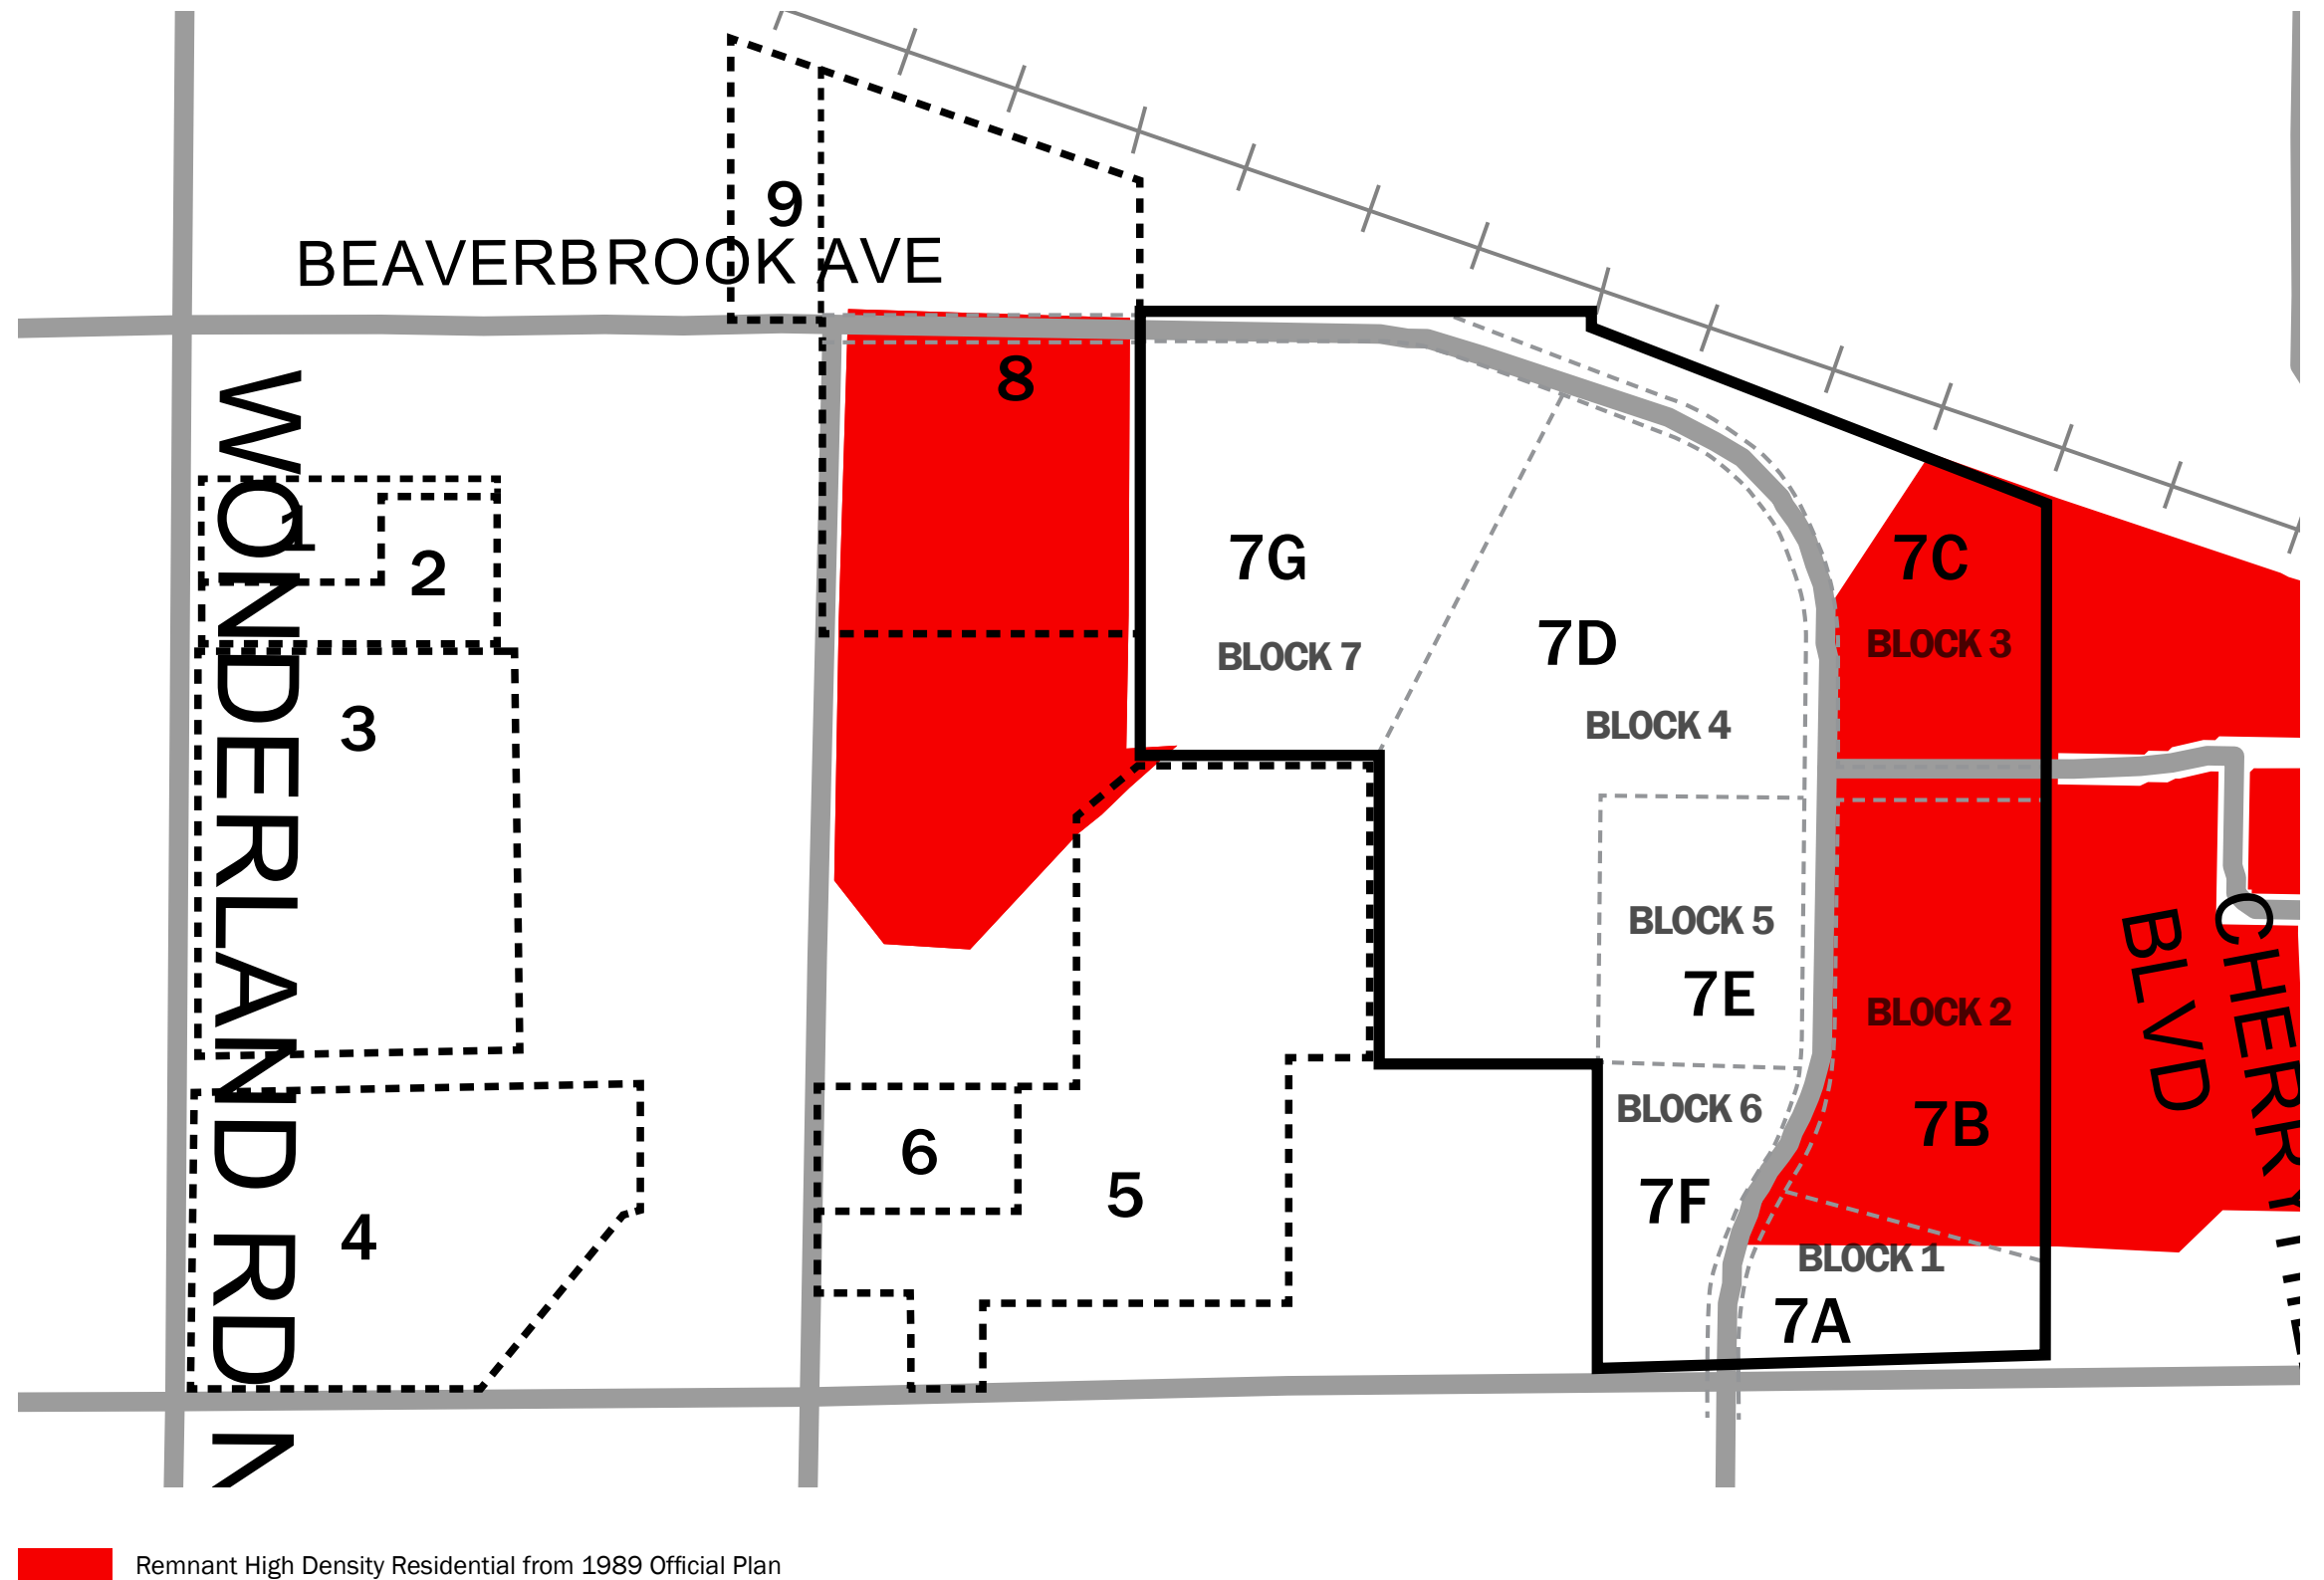 9
BEAVERBROOK AVE
8
WONDERLAND RD N
1
2
3
4
7G
BLOCK 7
7D
BLOCK 4
7C
BLOCK 3
BLOCK 5
7E
BLOCK 2
7B
BLOCK 6
7F
6
5
BLOCK 1
7A
CHERRY
BLVD
Remnant High Density Residential from 1989 Official Plan